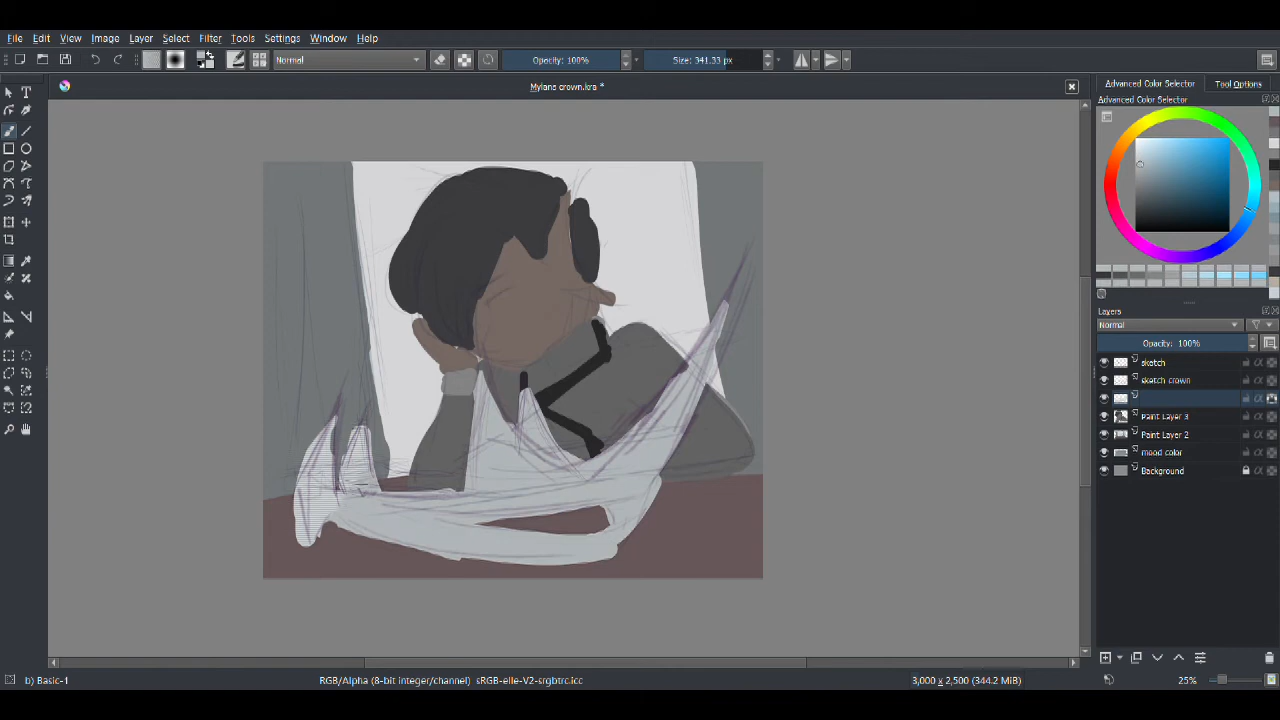 File Edit View Image Layer Select Filter Tools Settings Window Help
Normal Opacity: 100% Size: 341.33 px
Mylane crown.kra *
Advanced Color Selector Tool Options
Advanced Color Selector
Layers
Normal
Opacity: 100%
sketch
sketch crown
Paint Layer 3
Paint Layer 2
mood color
Background
b) Basic-1 RGB/Alpha (8-bit integer/channel) sRGB-elle-V2-srgbtrc.icc 3,000 x 2,500 (344.2 MiB) 25%